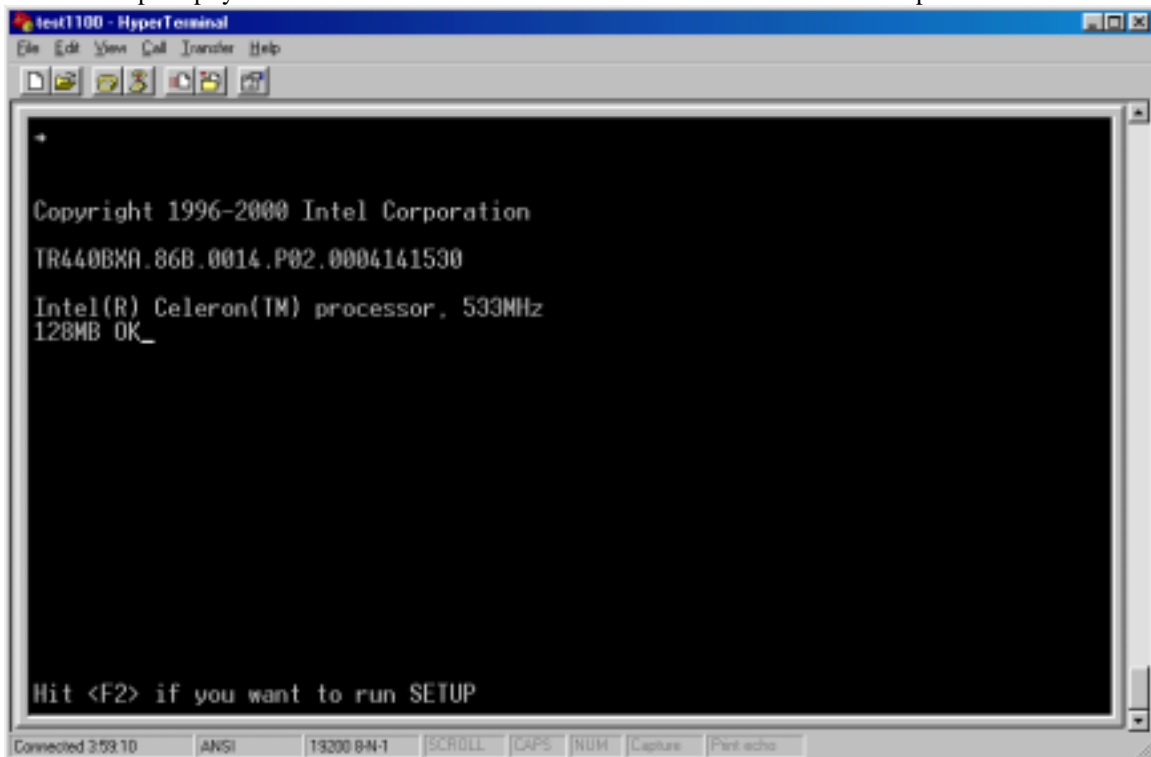 test1100 - HyperTerminal
File Edit View Call Transfer Help
Copyright 1996-2000 Intel Corporation
TR440BXA.86B.0014.P02.0004141530
Intel(R) Celeron(TM) processor, 533MHz
128MB OK_
Hit <F2> if you want to run SETUP
Connected 3:59:10 ANSI 19200 8-N-1 SCROLL CAPS NUM Capture Print echo